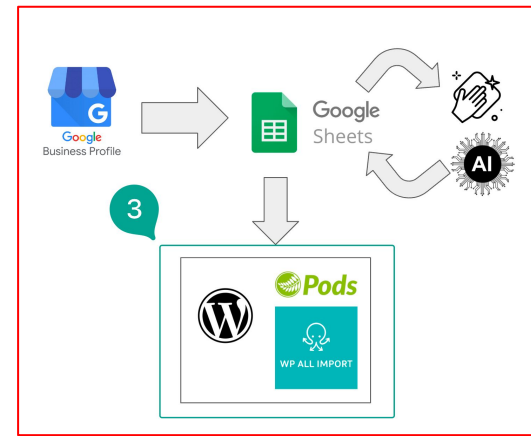 G
Google
Business Profile
Google
Sheets
AI
3
W
Pods
WP ALL IMPORT